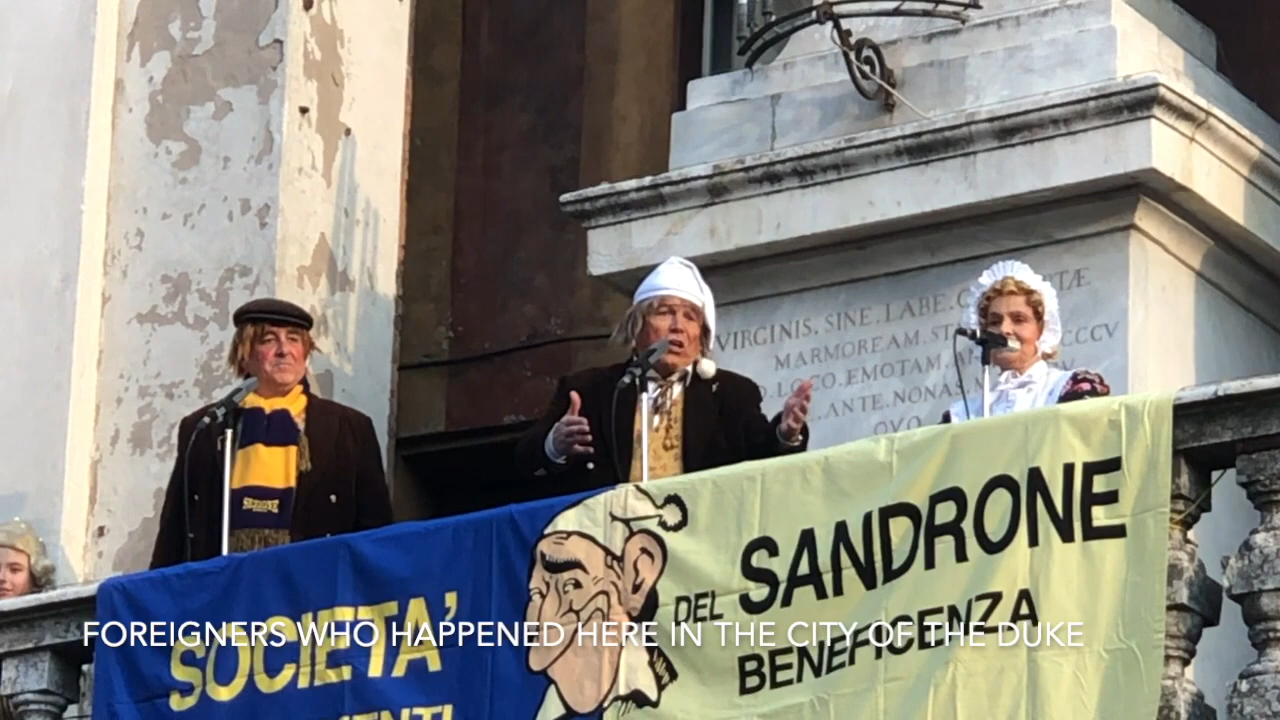 VIRGINIS. SINE. LABE.
MARMOREAM.
LOCO. EMOTAM.
ANTE. NONAS.
SEZIONE
SOCIETA'
DEL SANDRONE
BENEFICENZA
FOREIGNERS WHO HAPPENED HERE IN THE CITY OF THE DUKE